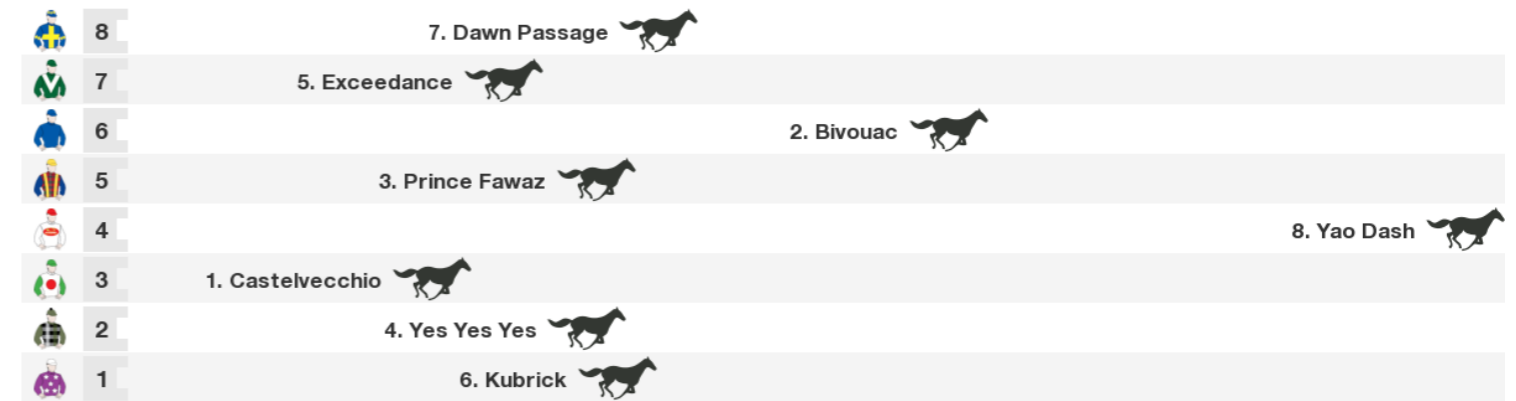 8 7. Dawn Passage
7 5. Exceedance
6 2. Bivouac
5 3. Prince Fawaz
4 8. Yao Dash
3 1. Castelvecchio
2 4. Yes Yes Yes
1 6. Kubrick